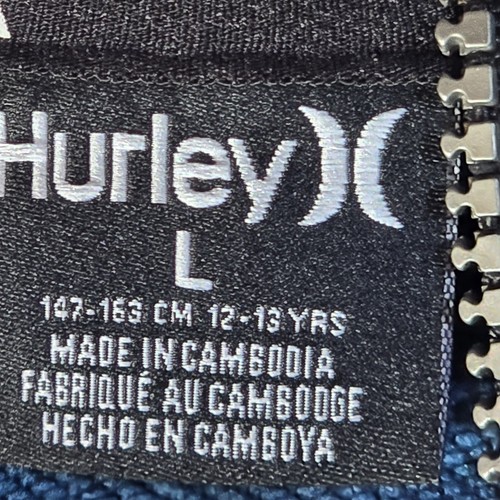 Hurley
L
147-163 CM 12-13 YRS
MADE IN CAMBODIA
FABRIQUÉ AU CAMBODGE
HECHO EN CAMBOYA